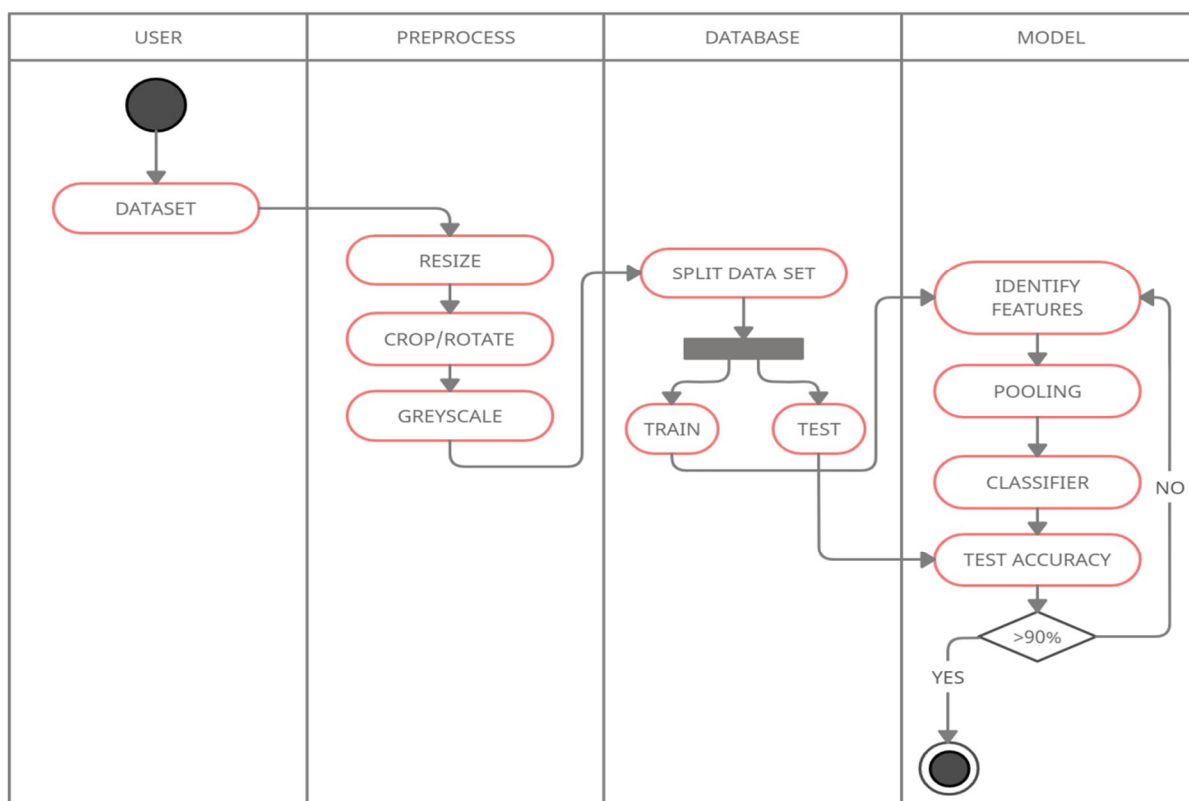 USER
PREPROCESS
DATABASE
MODEL
DATASET
RESIZE
CROP/ROTATE
GREYSCALE
SPLIT DATA SET
TRAIN
TEST
IDENTIFY
FEATURES
POOLING
CLASSIFIER
TEST ACCURACY
>90%
NO
YES